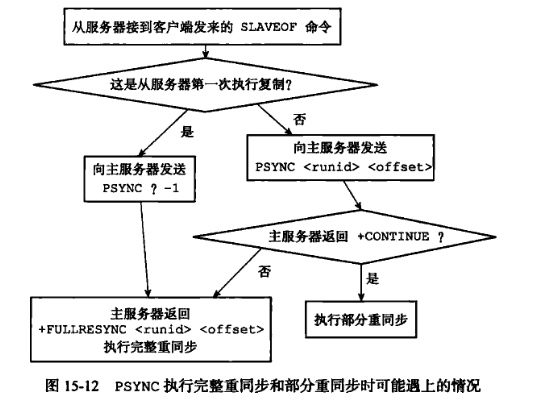 从服务器接到客户端发来的 SLAVEOF 命令
这是从服务器第一次执行复制？
是
否
向主服务器发送
PSYNC ? -1
向主服务器发送
PSYNC <runid> <offset>
主服务器返回 +CONTINUE ？
否
是
主服务器返回
+FULLRESYNC <runid> <offset>
执行完整重同步
执行部分重同步
图 15-12 PSYNC 执行完整重同步和部分重同步时可能遇上的情况